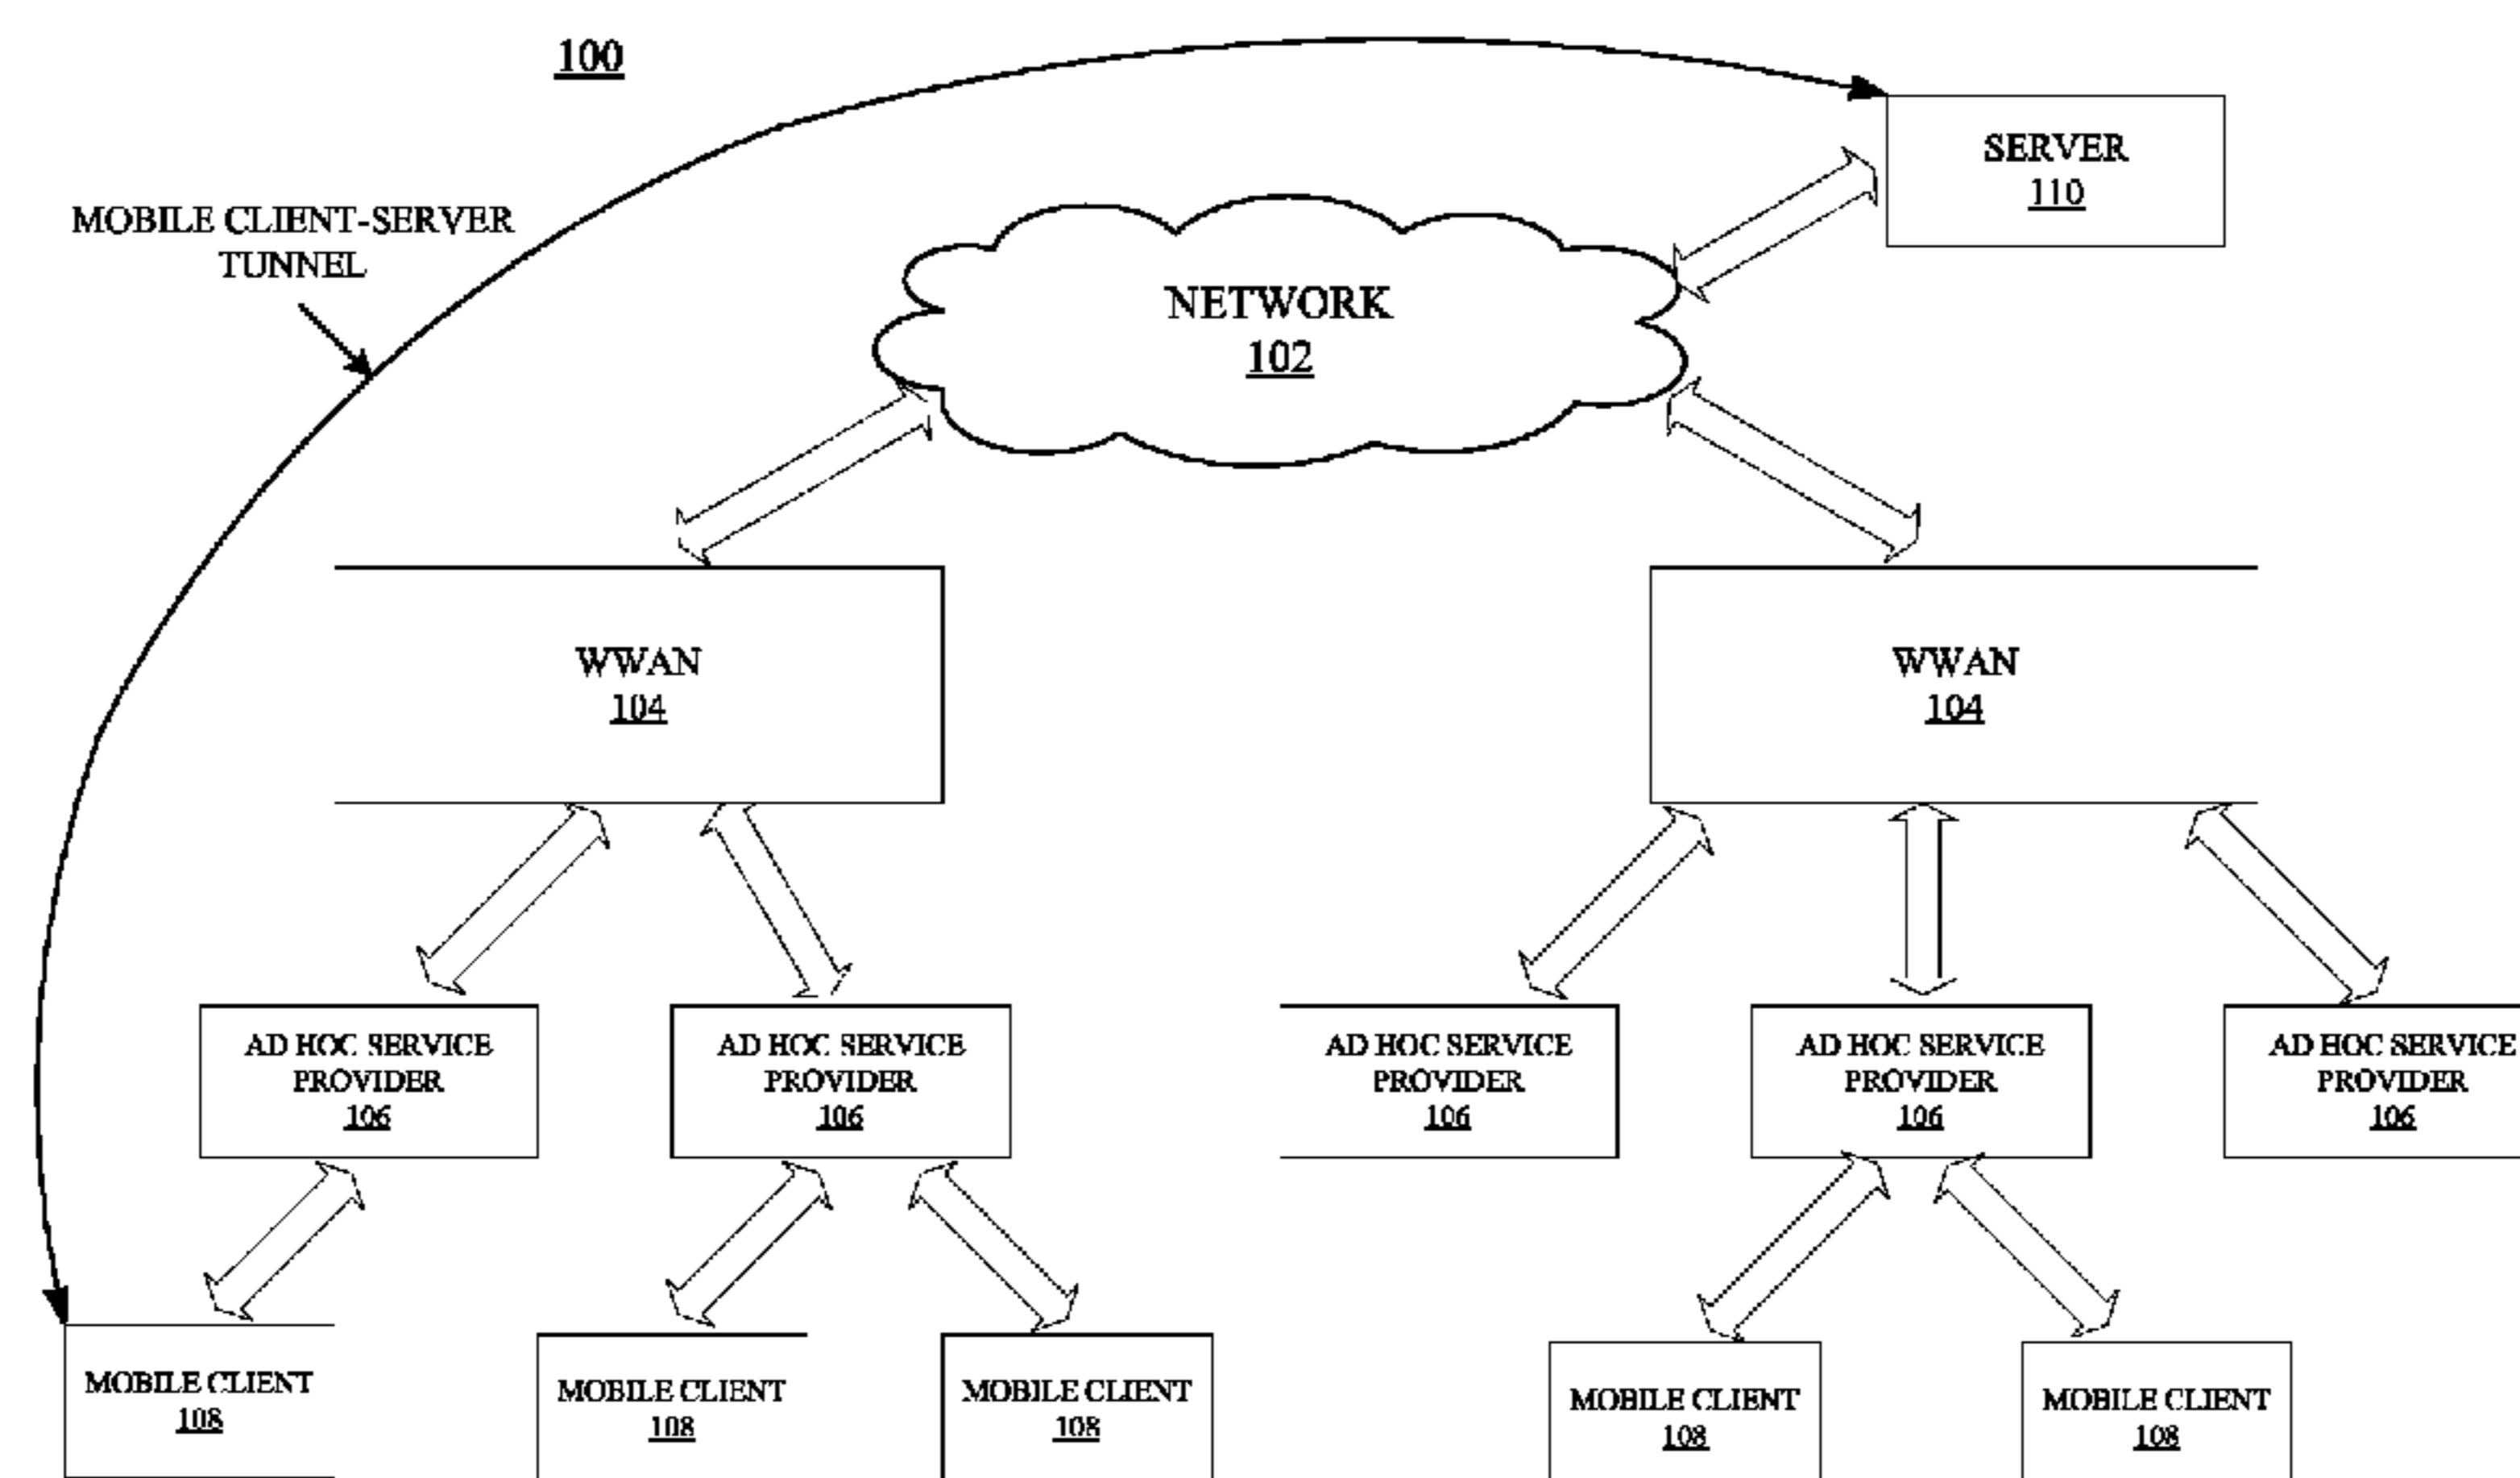 100
SERVER
110
MOBILE CLIENT-SERVER
TUNNEL
NETWORK
102
WWAN
104
WWAN
104
AD HOC SERVICE
PROVIDER
106
AD HOC SERVICE
PROVIDER
106
AD HOC SERVICE
PROVIDER
106
AD HOC SERVICE
PROVIDER
106
AD HOC SERVICE
PROVIDER
106
MOBILE CLIENT
108
MOBILE CLIENT
108
MOBILE CLIENT
108
MOBILE CLIENT
108
MOBILE CLIENT
108